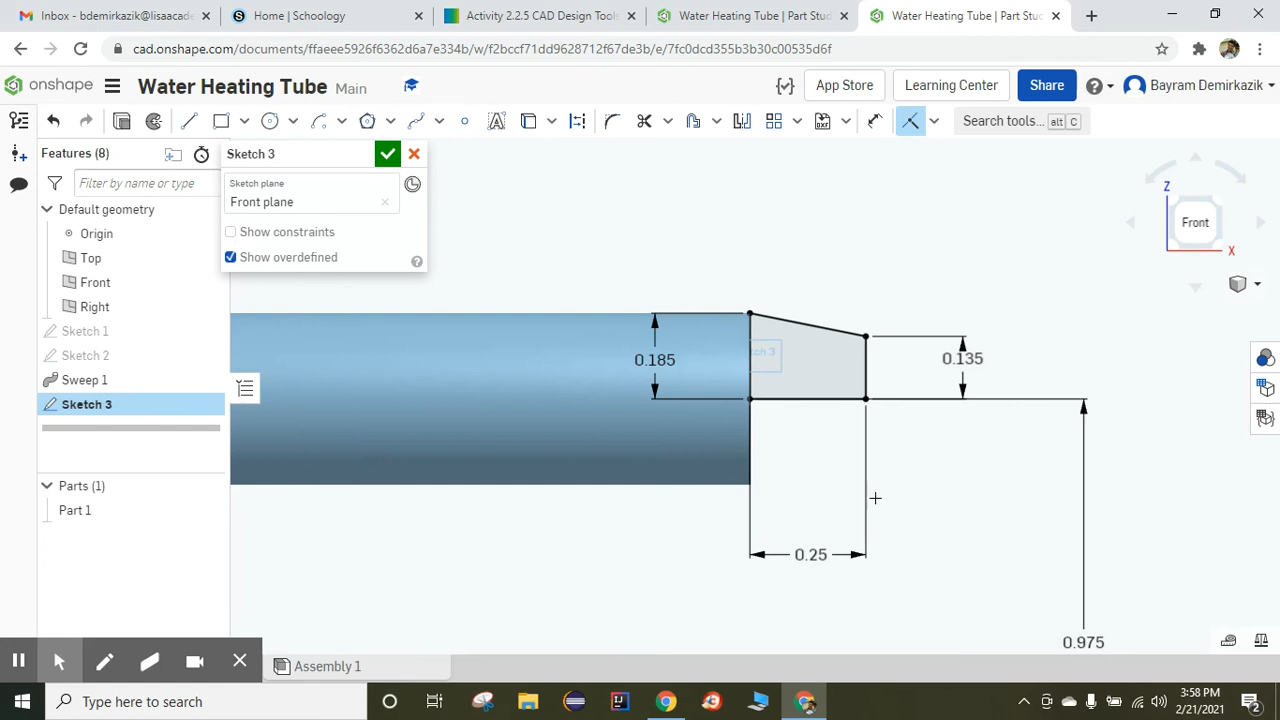 Inbox - bdemirkazik@lisaacad
Home | Schoology
Activity 2.2.5 CAD Design Tools
Water Heating Tube | Part Stud
Water Heating Tube | Part Stud
cad.onshape.com/documents/ffaeee5926f6362d6a7e334b/w/f2bccf71dd9628712f67de3b/e/7fc0dcd355b3b30c00535d6f
onshape
Water Heating Tube Main
App Store
Learning Center
Share
Bayram Demirkazik
Search tools... alt C
Features (8)
Filter by name or type
Default geometry
Origin
Top
Front
Right
Sketch 1
Sketch 2
Sweep 1
Sketch 3
Parts (1)
Part 1
Sketch 3
Sketch plane
Front plane
Show constraints
Show overdefined
Z
Front
X
0.185
tch 3
0.135
0.25
0.975
Assembly 1
Type here to search
3:58 PM
2/21/2021
2